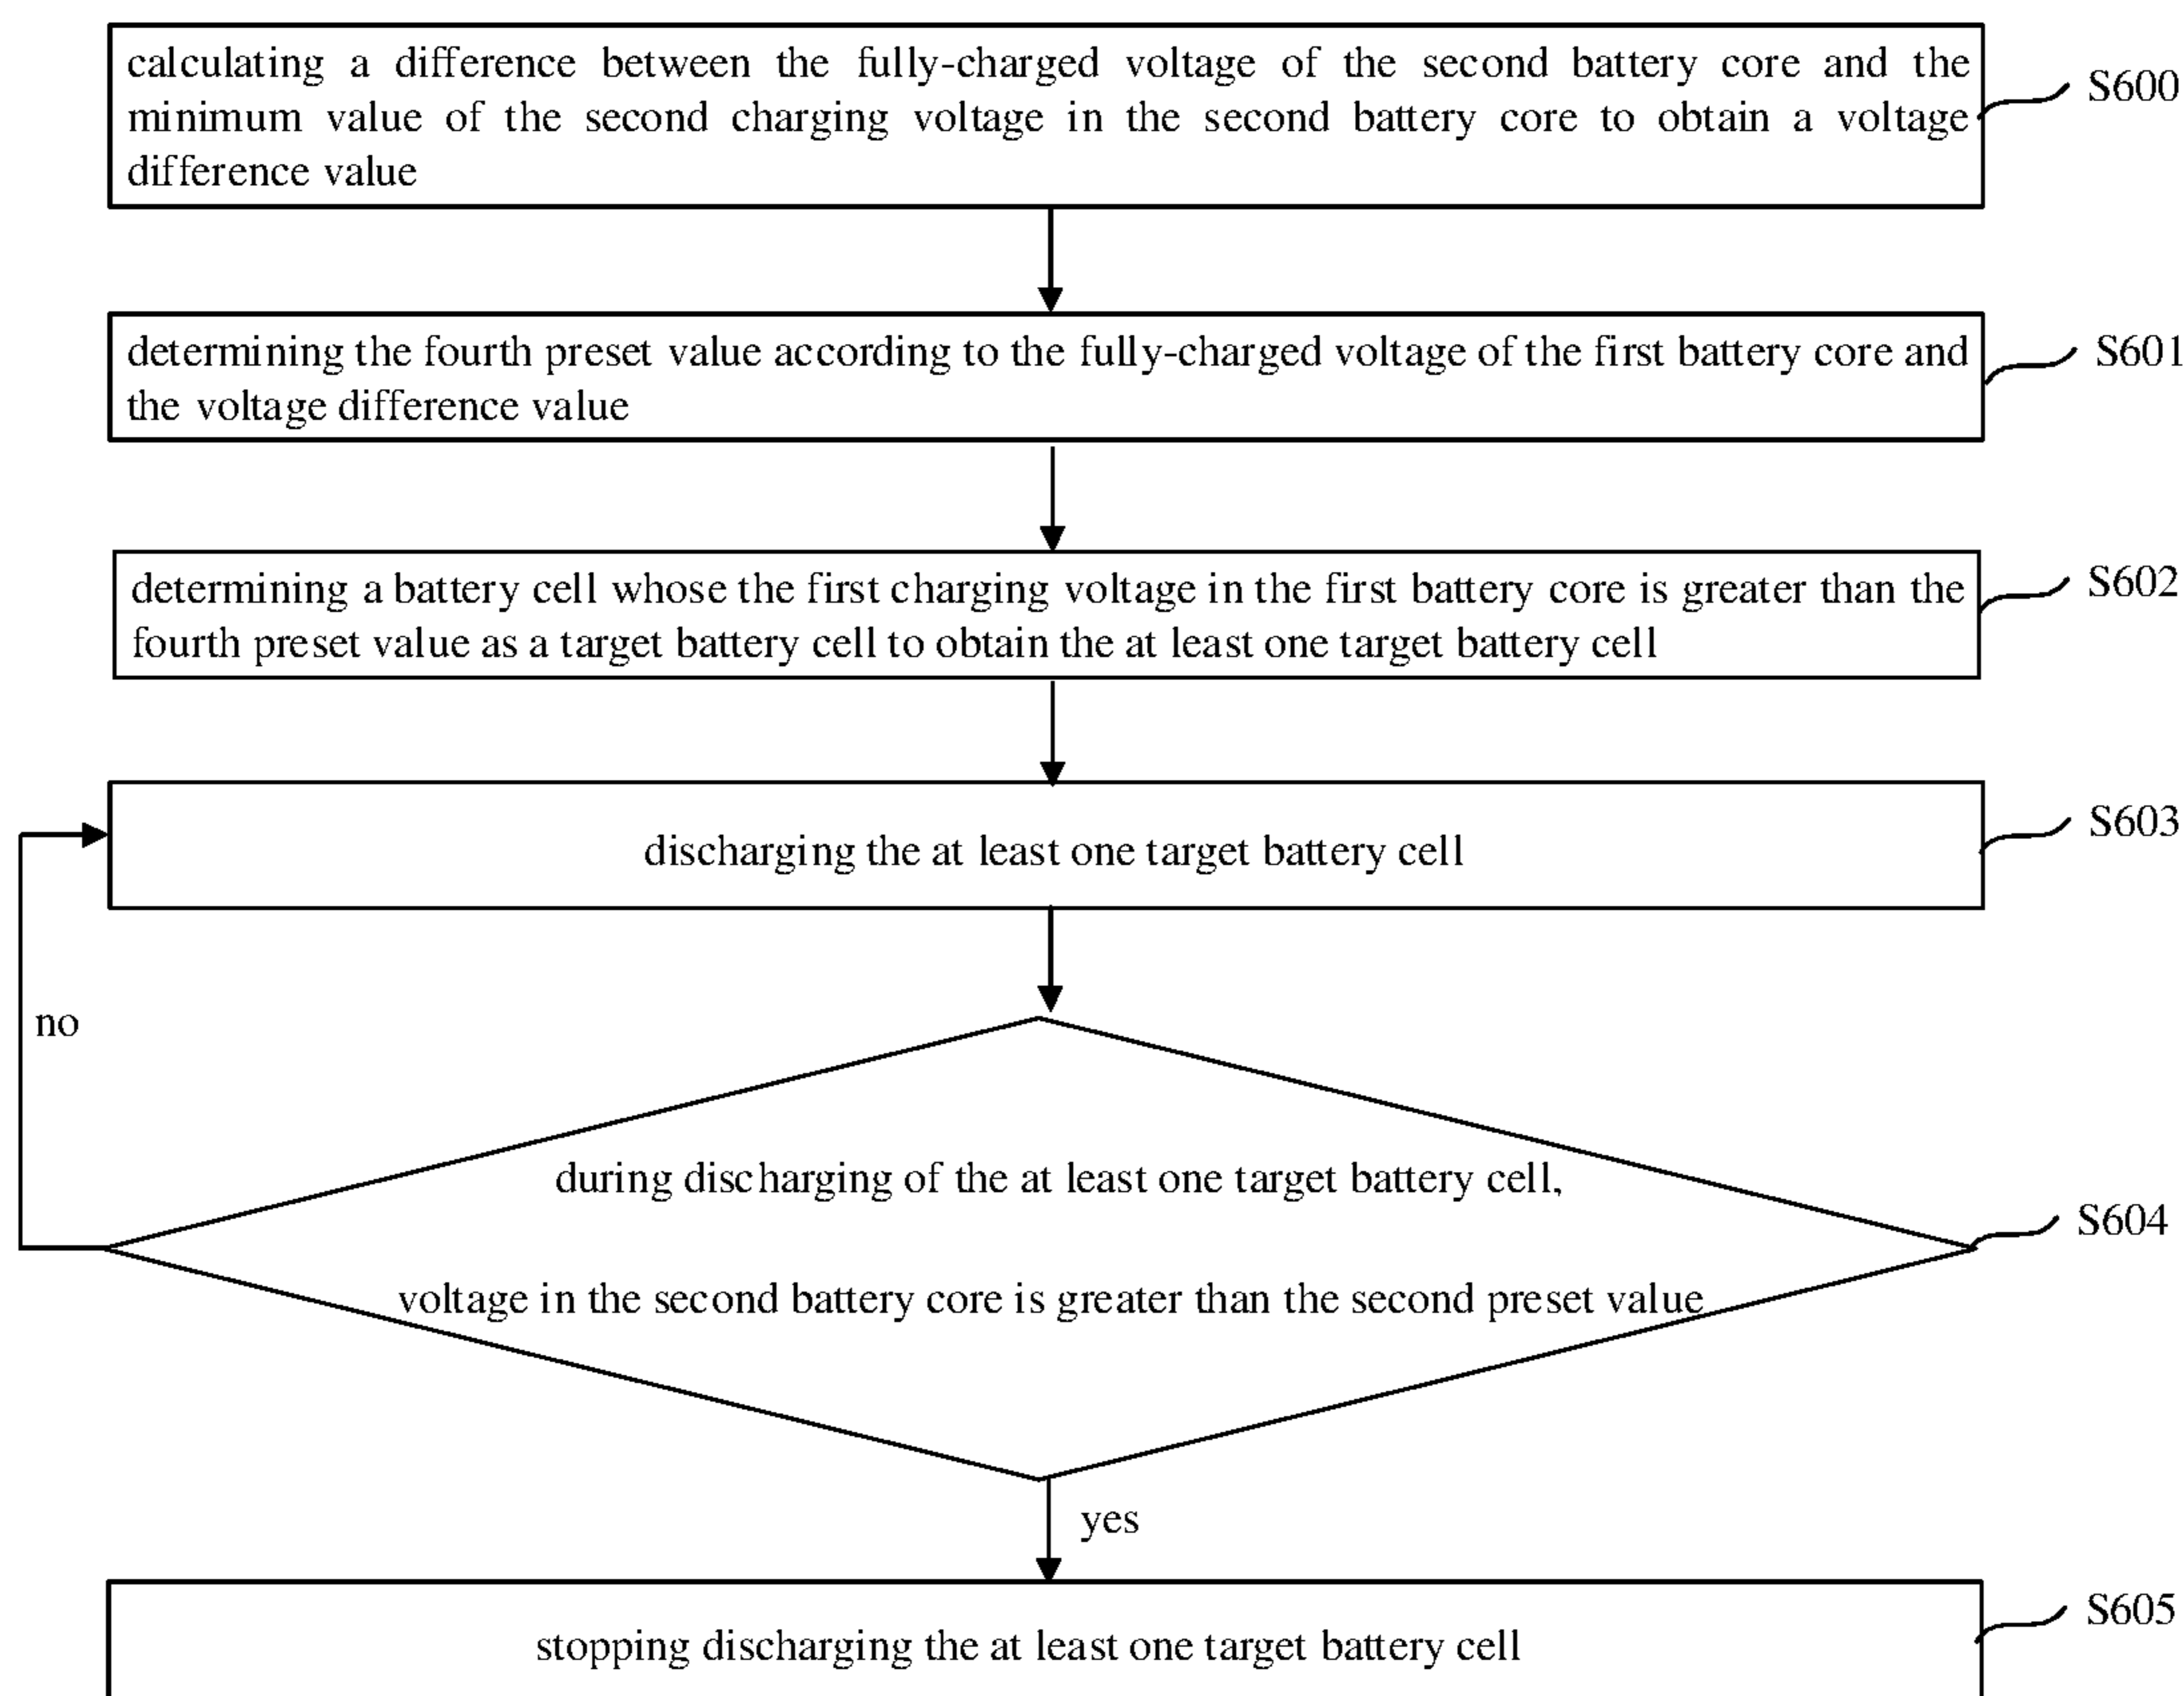 calculating a difference between the fully-charged voltage of the second battery core and the
minimum value of the second charging voltage in the second battery core to obtain a voltage
difference value
S600
determining the fourth preset value according to the fully-charged voltage of the first battery core and
the voltage difference value
S601
determining a battery cell whose the first charging voltage in the first battery core is greater than the
fourth preset value as a target battery cell to obtain the at least one target battery cell
S602
discharging the at least one target battery cell
S603
no
during discharging of the at least one target battery cell,
voltage in the second battery core is greater than the second preset value
S604
yes
stopping discharging the at least one target battery cell
S605